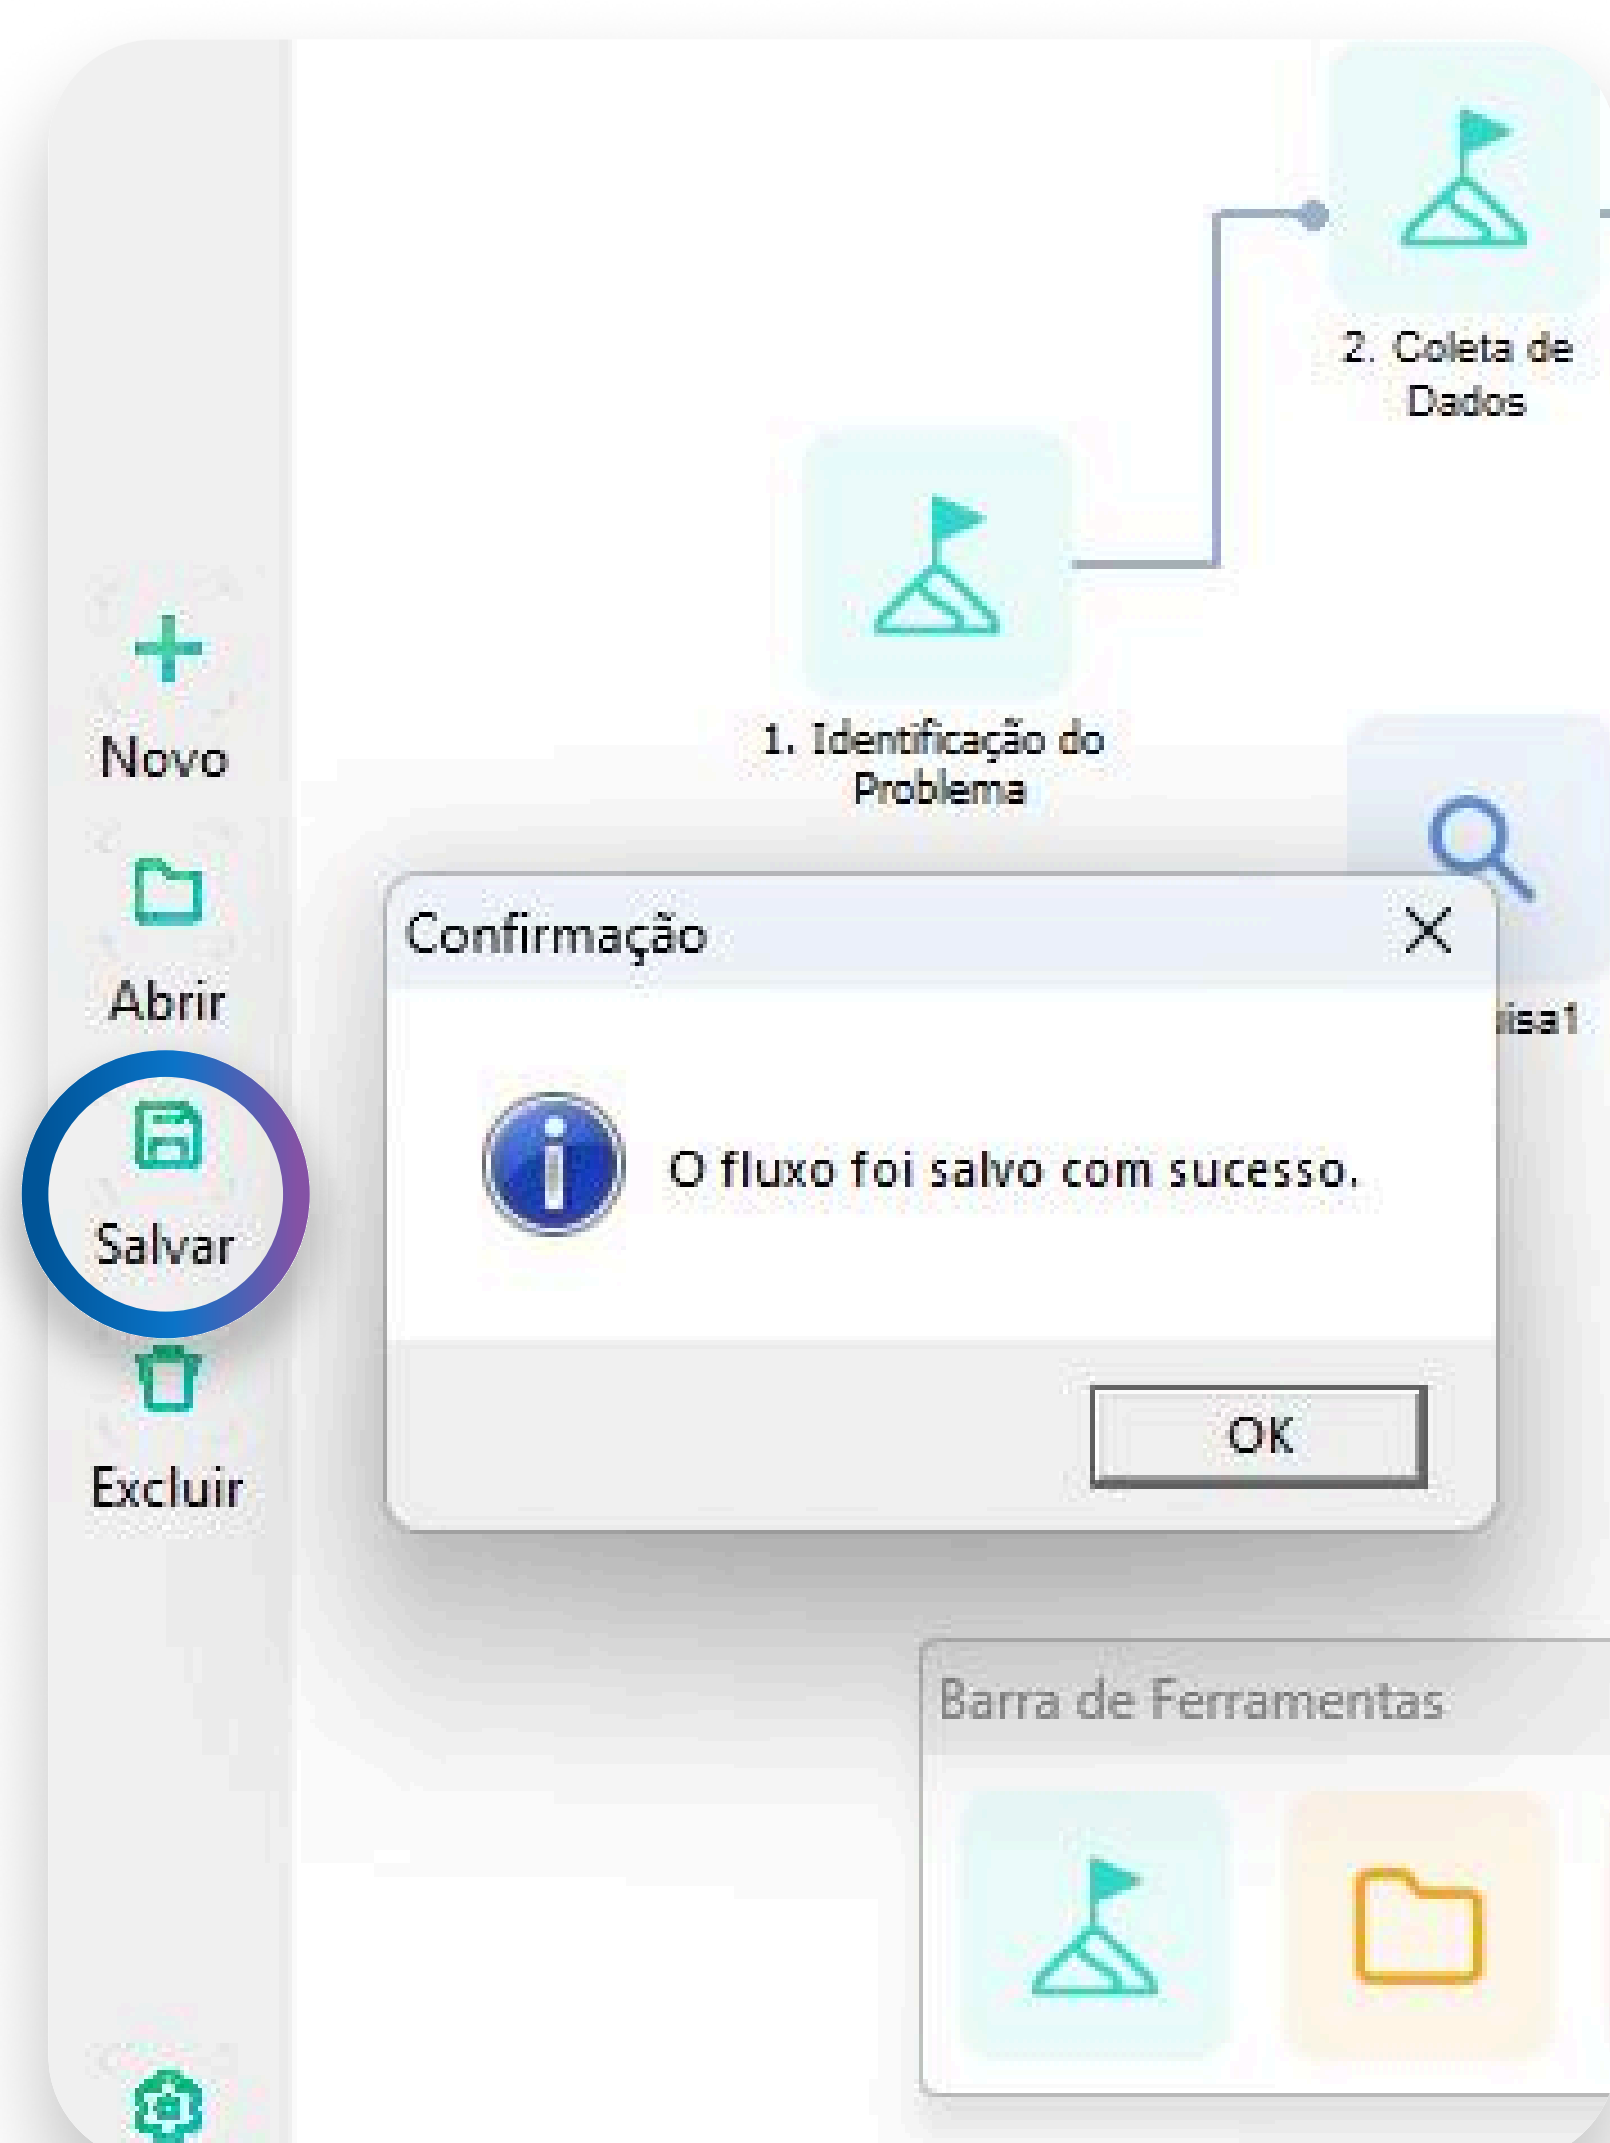 2. Coleta de
Dados
1. Identificação do
Problema
Novo
Abrir
Salvar
Excluir
Confirmação
isa1
O fluxo foi salvo com sucesso.
OK
Barra de Ferramentas